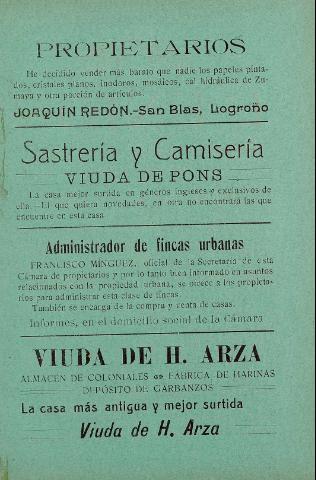 PROPIETARIOS
He decidido vender más barato que nadie los papeles pinta-
dos, cristales planos, inodoros, mosáicos, cal hidráulica de Zu-
maya y otra porción de artículos.
JOAQUÍN REDÓN.-San Blas, Logroño
Sastrería y Camisería
VIUDA DE PONS
La casa mejor surtida en géneros ingleses y exclusivos de
ella.—El que quiera novedades, en otra no encontrará las que
encuentre en esta casa
Administrador de fincas urbanas
FRANCISCO MÍNGUEZ, oficial de la Secretaría de esta
Cámara de propietarios y por lo tanto bien informado en asuntos
relacionados con la propiedad urbana, se ofrece a los propieta-
rios para administrar esta clase de fincas.
También se encarga de la compra y venta de casas.
Informes, en el domicilio social de la Cámara
VIUDA DE H. ARZA
ALMACÉN DE COLONIALES FÁBRICA DE HARINAS
DEPÓSITO DE GARBANZOS
La casa más antigua y mejor surtida
Viuda de H. Arza